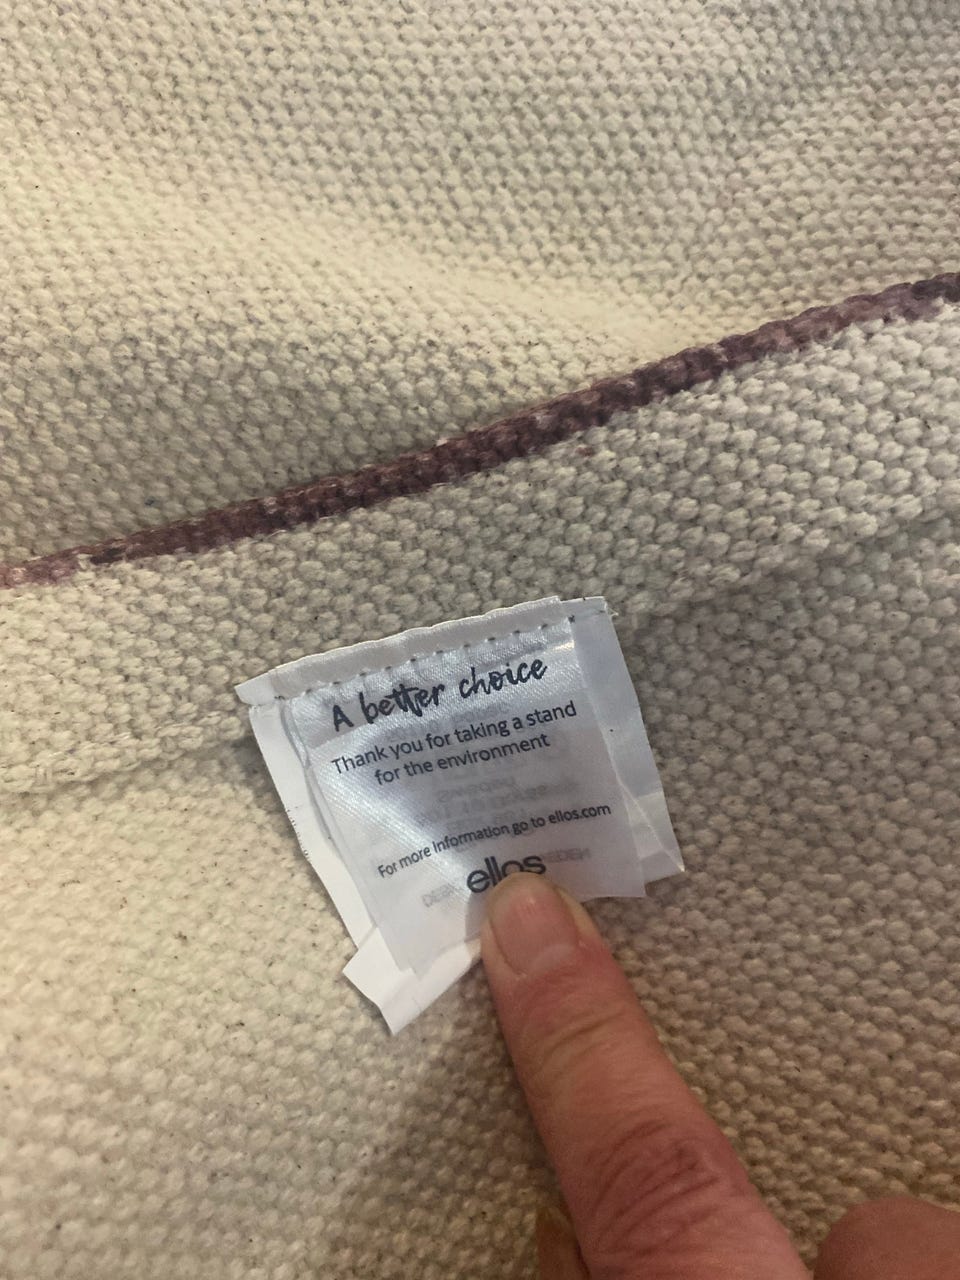 A better choice
Thank you for taking a stand
for the environment
For more information go to ellos.com
ellos